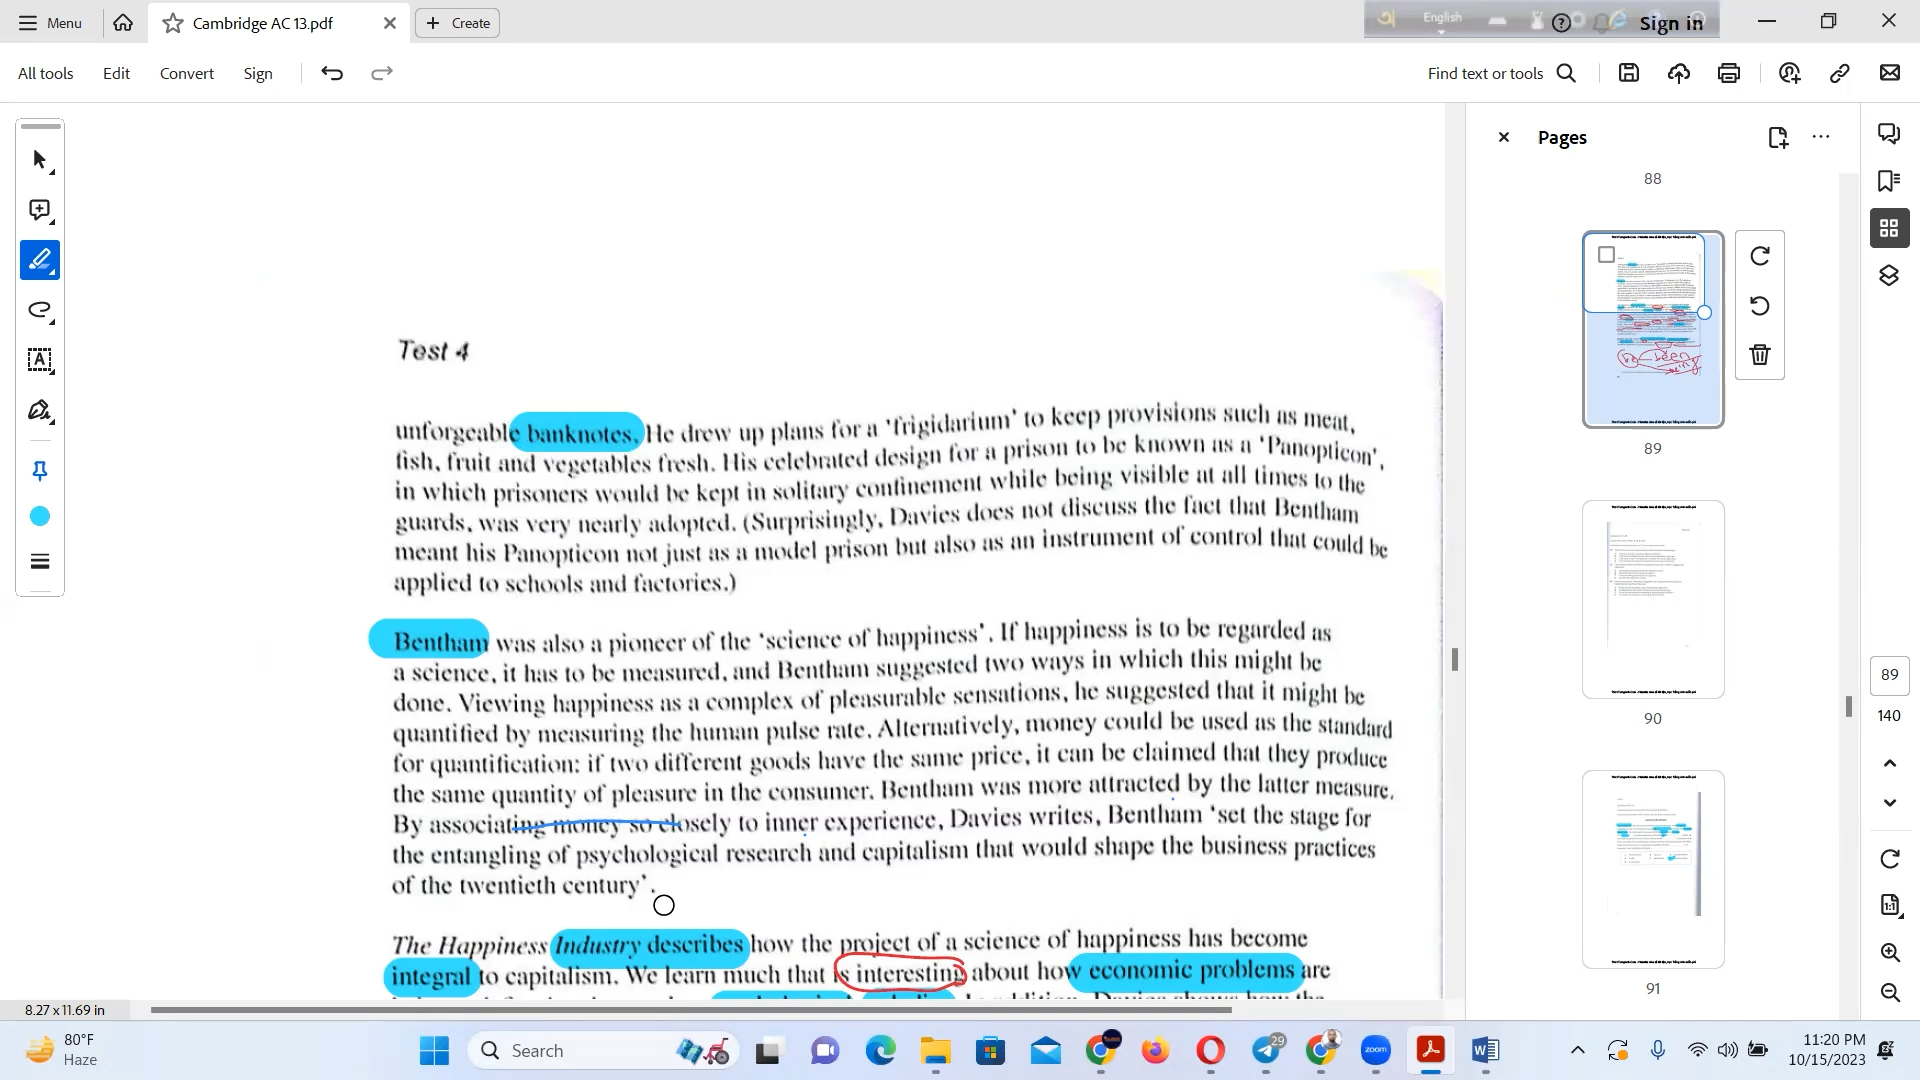 Menu
Cambridge AC 13.pdf
Create
English
Sign in
All tools
Edit
Convert
Sign
Find text or tools
Pages
88
89
90
91
89
140
Test 4
unforgeable banknotes. He drew up plans for a 'frigidarium' to keep provisions such as meat,
fish, fruit and vegetables fresh. His celebrated design for a prison to be known as a 'Panopticon',
in which prisoners would be kept in solitary confinement while being visible at all times to the
guards, was very nearly adopted. (Surprisingly, Davies does not discuss the fact that Bentham
meant his Panopticon not just as a model prison but also as an instrument of control that could be
applied to schools and factories.)
Bentham was also a pioneer of the 'science of happiness'. If happiness is to be regarded as
a science, it has to be measured, and Bentham suggested two ways in which this might be
done. Viewing happiness as a complex of pleasurable sensations, he suggested that it might be
quantified by measuring the human pulse rate. Alternatively, money could be used as the standard
for quantification: if two different goods have the same price, it can be claimed that they produce
the same quantity of pleasure in the consumer. Bentham was more attracted by the latter measure.
By associating money so closely to inner experience, Davies writes, Bentham 'set the stage for
the entangling of psychological research and capitalism that would shape the business practices
of the twentieth century'.
The Happiness Industry describes how the project of a science of happiness has become
integral to capitalism. We learn much that is interesting about how economic problems are
8.27 x 11.69 in
80°F
Haze
Search
29
zoom
11:20 PM
10/15/2023